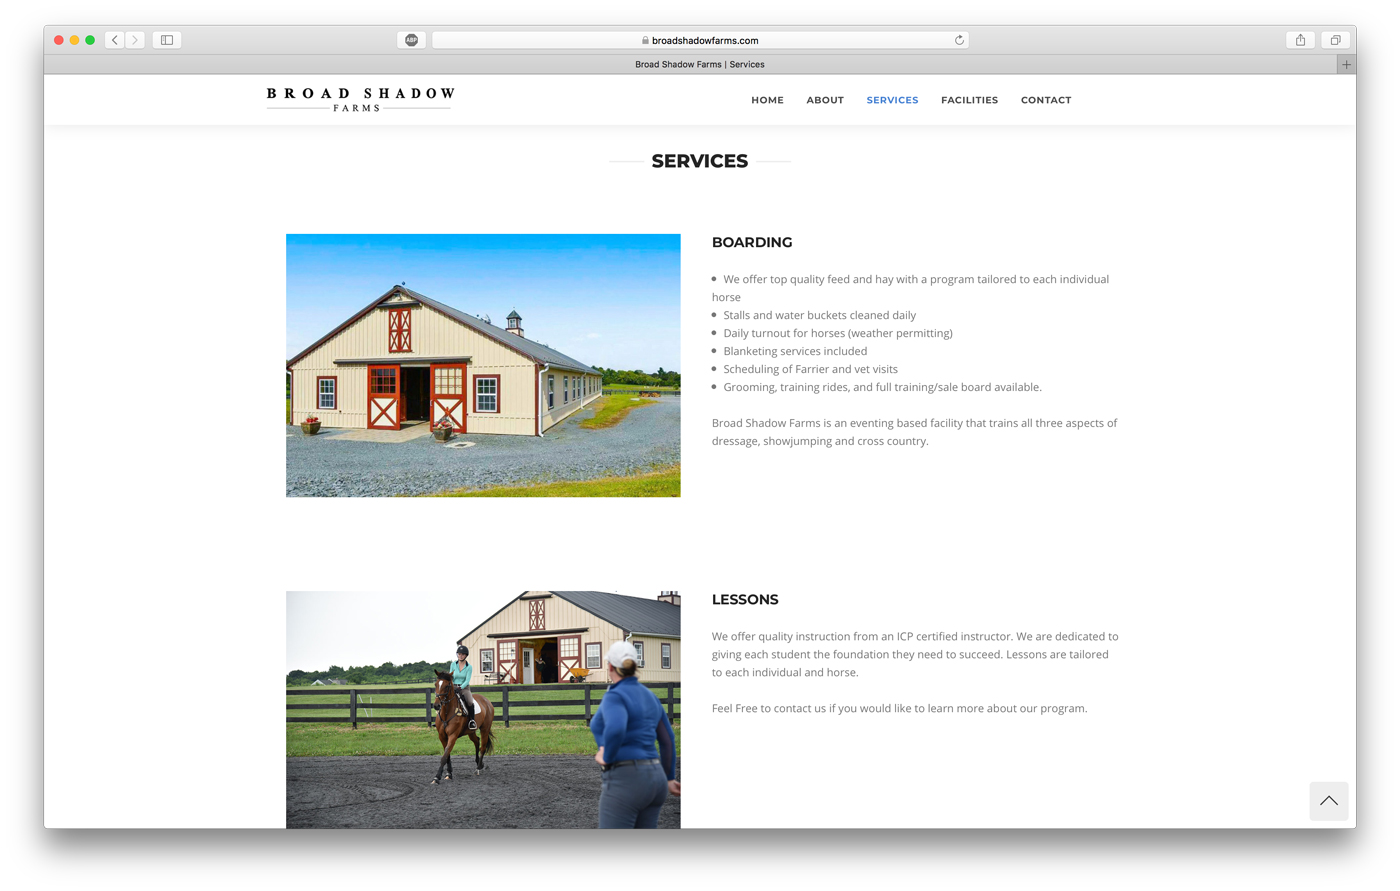 ABP
broadshadowfarms.com
Broad Shadow Farms | Services
BROAD SHADOW
FARMS
HOME ABOUT SERVICES FACILITIES CONTACT
SERVICES
BOARDING
• We offer top quality feed and hay with a program tailored to each individual
horse
• Stalls and water buckets cleaned daily
• Daily turnout for horses (weather permitting)
• Blanketing services included
• Scheduling of Farrier and vet visits
• Grooming, training rides, and full training/sale board available.
Broad Shadow Farms is an eventing based facility that trains all three aspects of
dressage, showjumping and cross country.
LESSONS
We offer quality instruction from an ICP certified instructor. We are dedicated to
giving each student the foundation they need to succeed. Lessons are tailored
to each individual and horse.
Feel Free to contact us if you would like to learn more about our program.